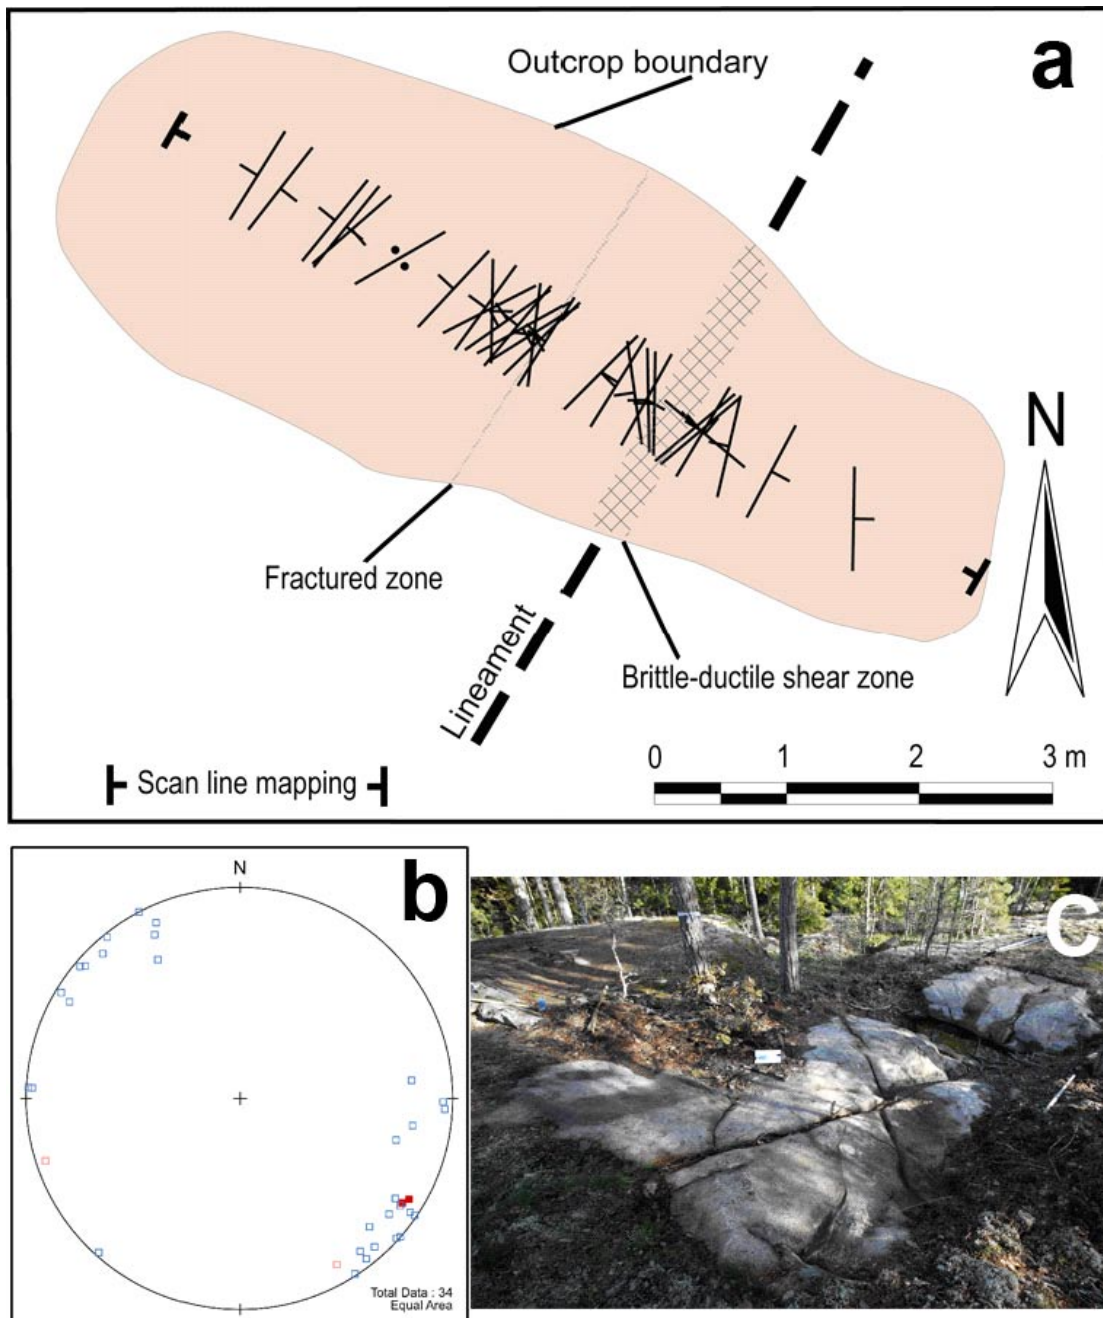 a
Outcrop boundary
N
Fractured zone
Lineament
Brittle-ductile shear zone
0 1 2 3 m
Scan line mapping
b
N
Total Data : 34
Equal Area
C